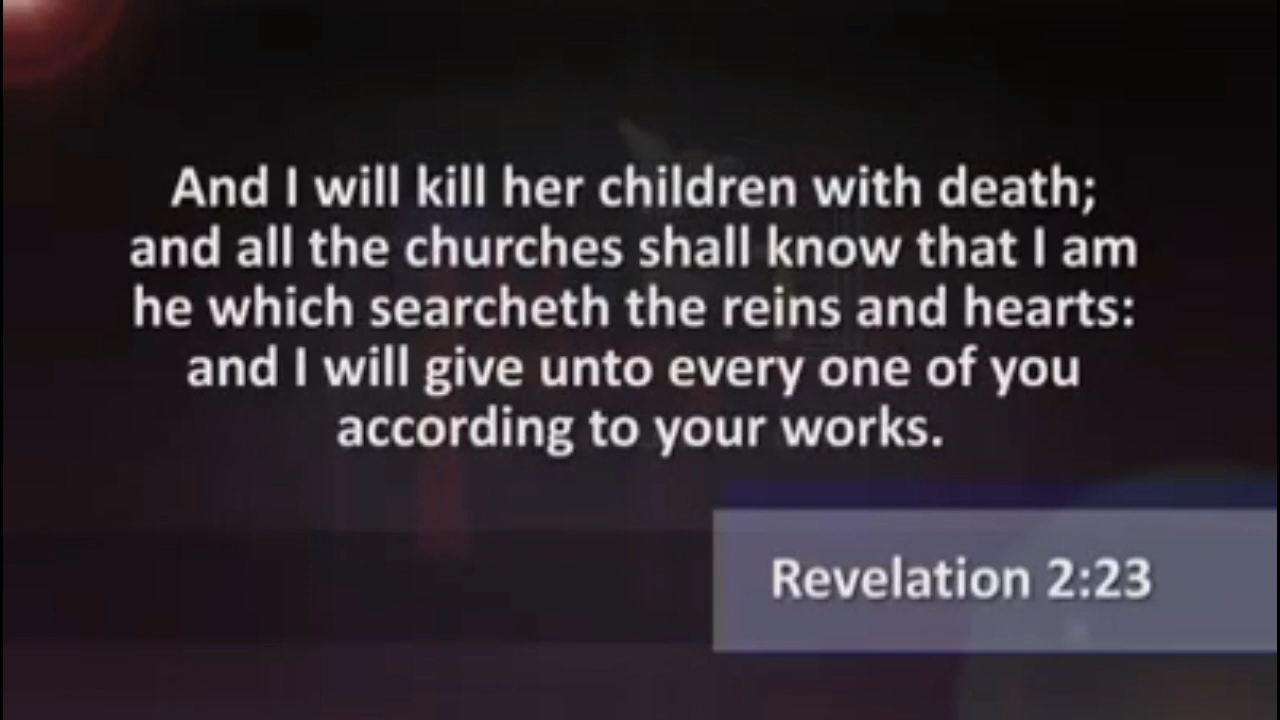 And I will kill her children with death;
and all the churches shall know that I am
he which searcheth the reins and hearts:
and I will give unto every one of you
according to your works.
Revelation 2:23